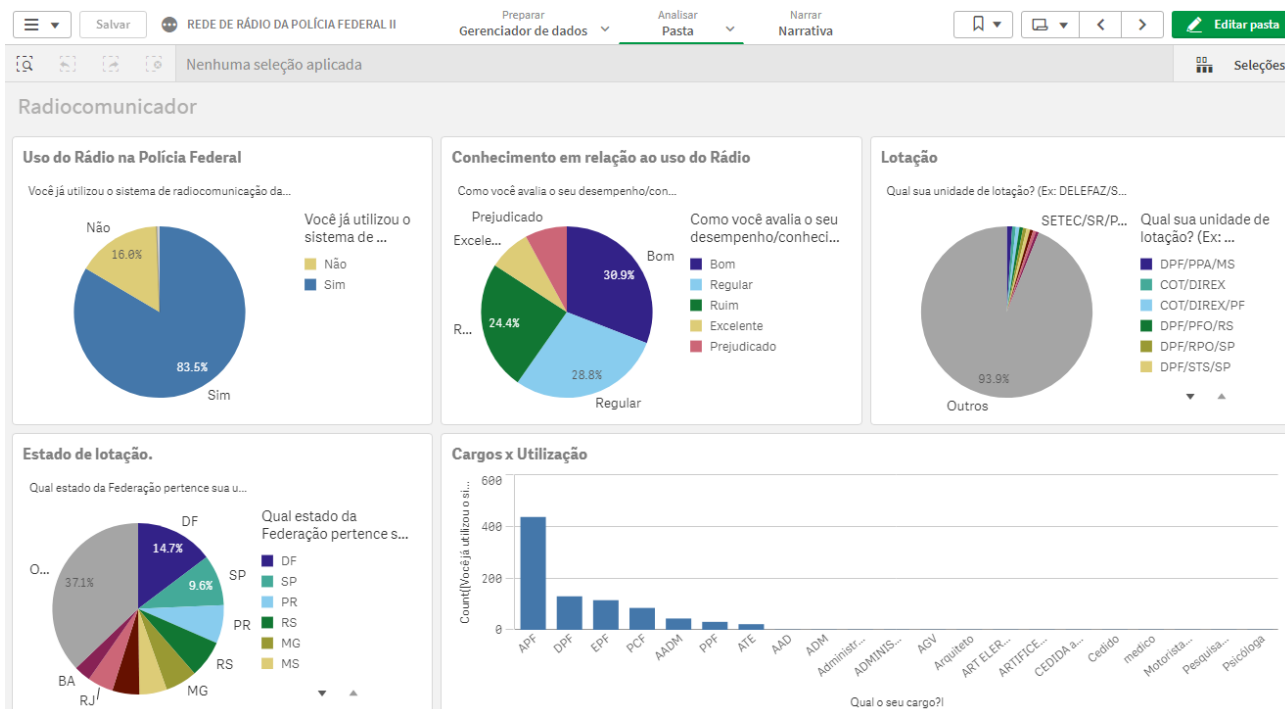 Salvar
REDE DE RÁDIO DA POLÍCIA FEDERAL II
Preparar
Gerenciador de dados
Analisar
Pasta
Narrar
Narrativa
Editar pasta
Nenhuma seleção aplicada
Seleções
Radiocomunicador
Uso do Rádio na Polícia Federal
Você já utilizou o sistema de radiocomunicação da...
Não
16.0%
83.5%
Sim
Você já utilizou o
sistema de ...
Não
Sim
Conhecimento em relação ao uso do Rádio
Como você avalia o seu desempenho/con...
Prejudicado
Excele...
Bom
30.9%
R...
24.4%
28.8%
Regular
Como você avalia o seu
desempenho/conheci...
Bom
Regular
Ruim
Excelente
Prejudicado
Lotação
Qual sua unidade de lotação? (Ex: DELEFAZ/S...
SETEC/SR/P...
93.9%
Outros
Qual sua unidade de
lotação? (Ex: ...
DPF/PPA/MS
COT/DIREX
COT/DIREX/PF
DPF/PFO/RS
DPF/RPO/SP
DPF/STS/SP
Estado de lotação.
Qual estado da Federação pertence sua u...
DF
14.7%
SP
9.6%
O...
37.1%
PR
RS
MG
RJ
BA
Qual estado da
Federação pertence s...
DF
SP
PR
RS
MG
MS
Cargos x Utilização
Count([Você já utilizou o si...
600
400
200
0
APF
DPF
EPF
PCF
AADM
PPF
ATE
AAD
ADM
Administr...
ADMINIS...
AGV
Arquiteto
ART ELER...
ARTIFICE...
CEDIDA a...
Cedido
medico
Motorista...
Pesquisa...
Psicóloga
Qual o seu cargo?l